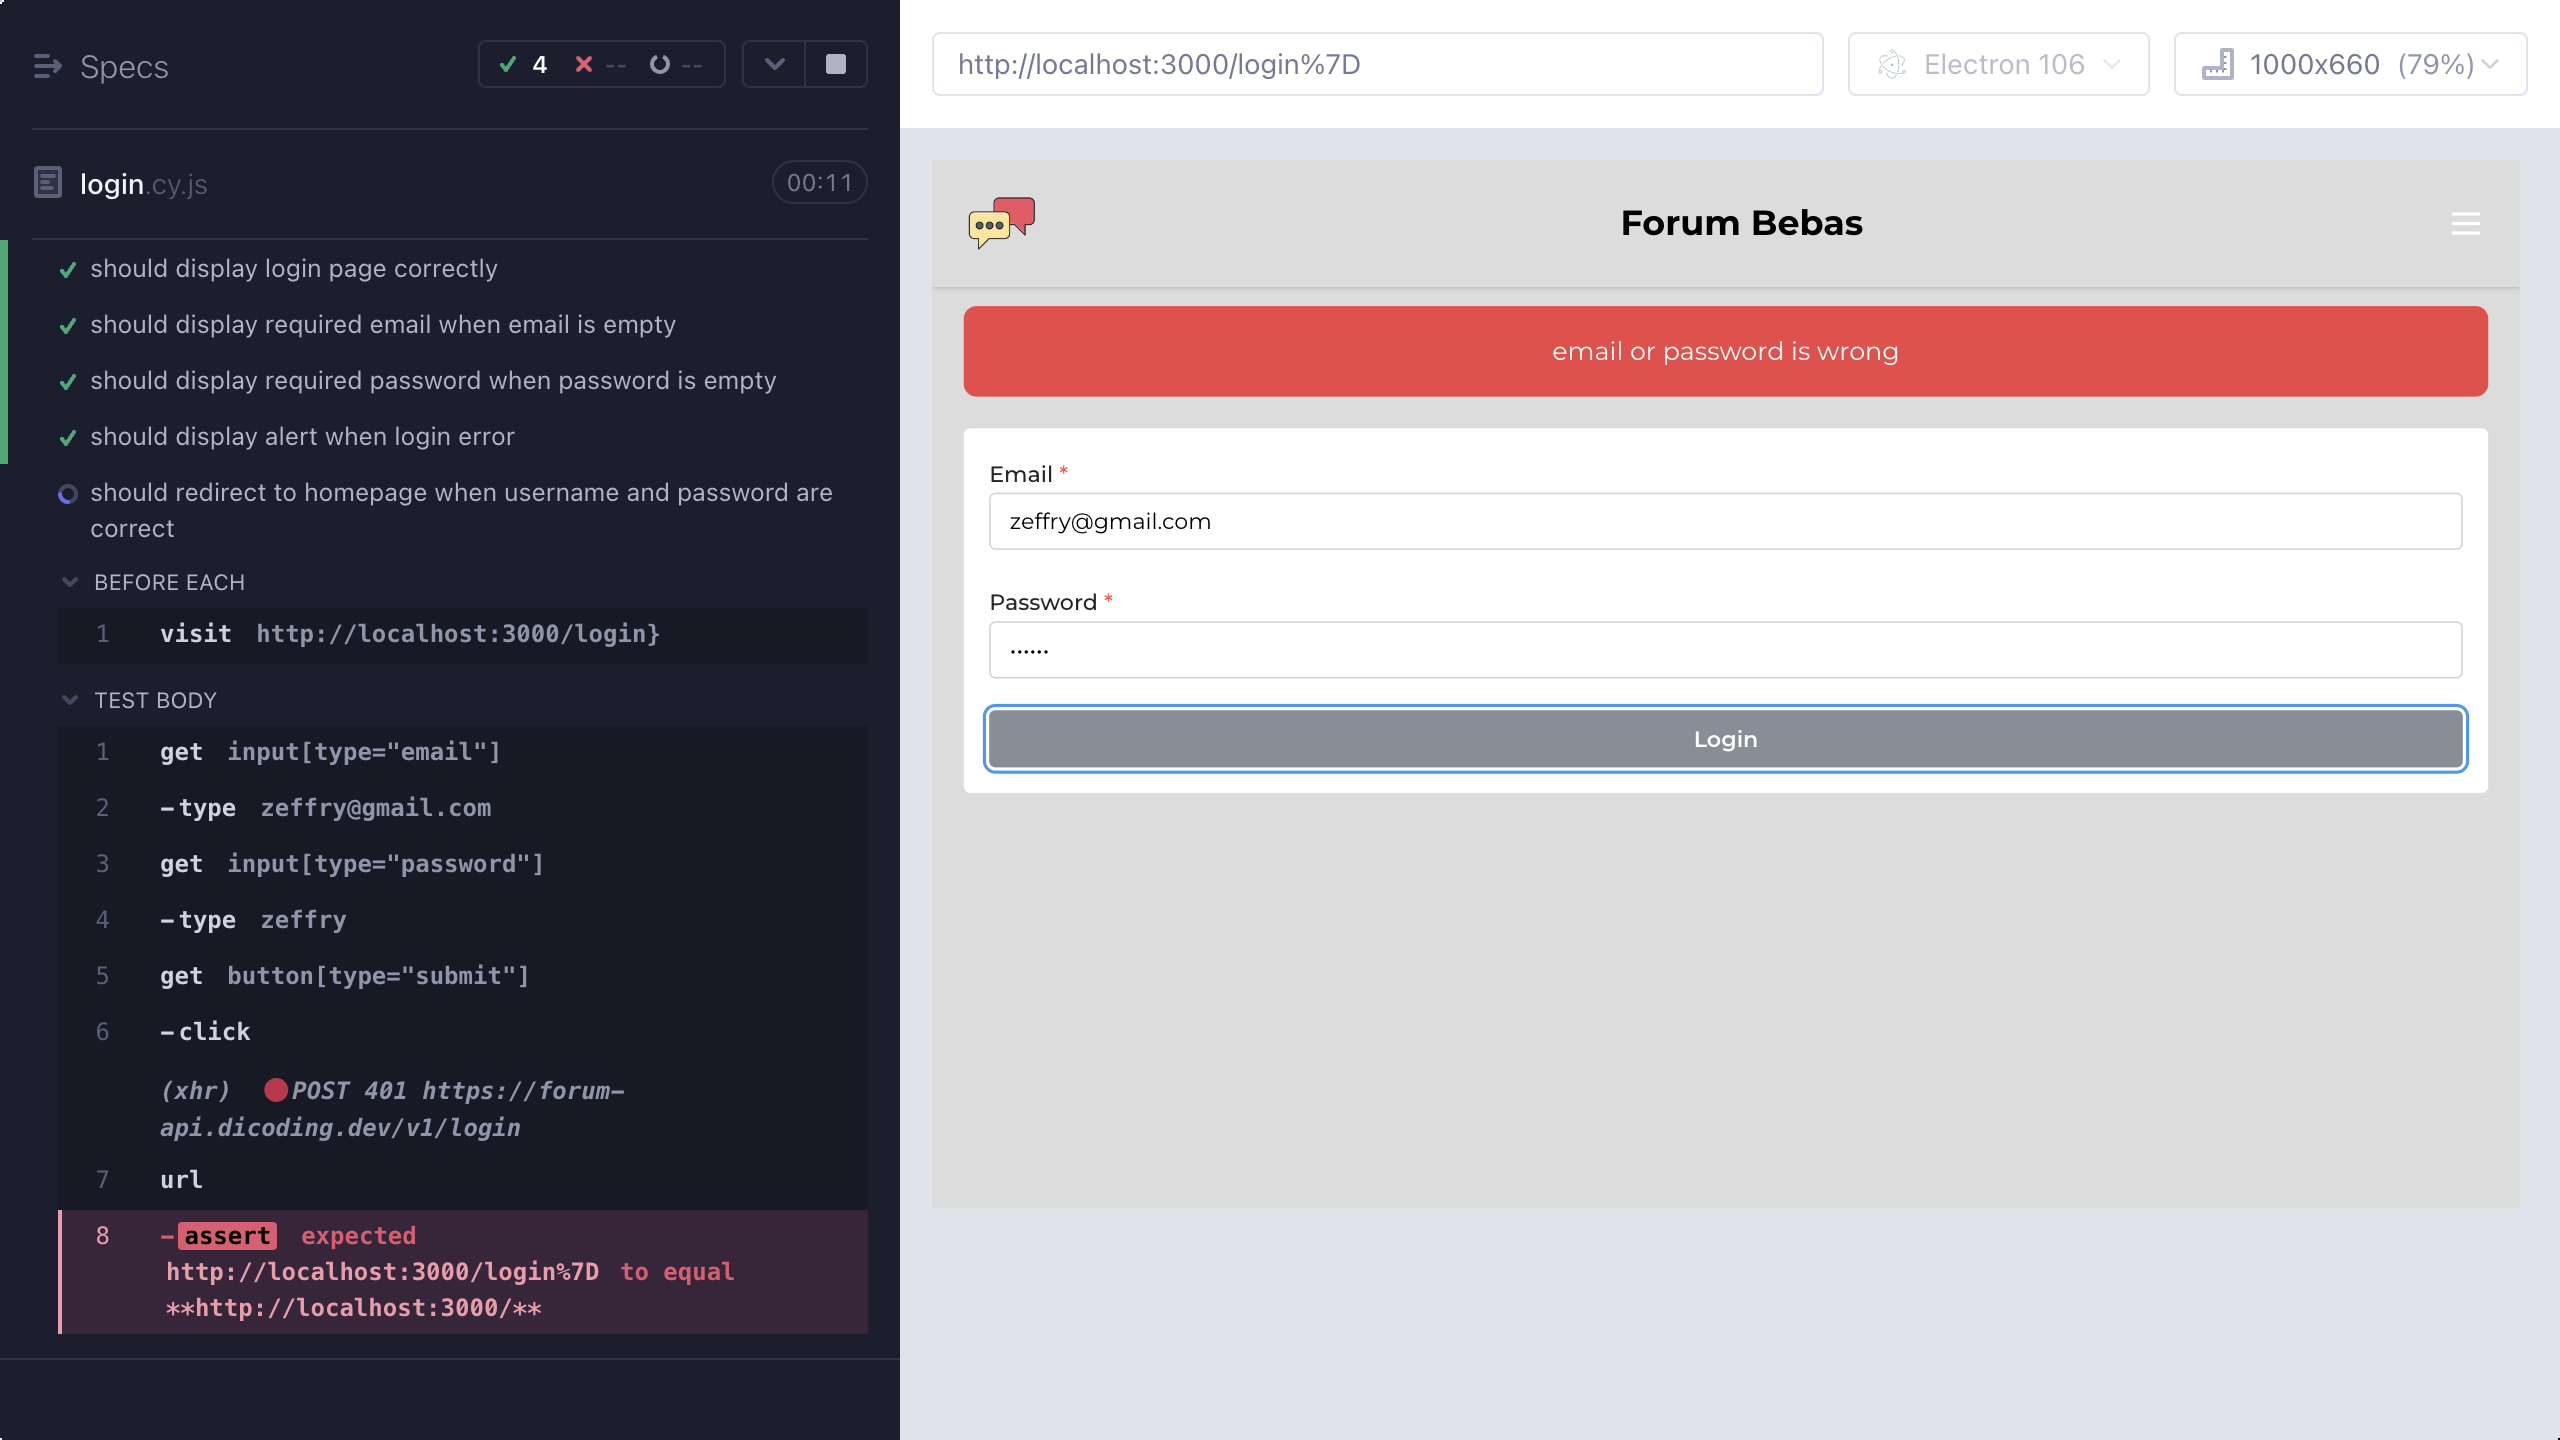 Specs
4 -- --
login.cy.js
00:11
should display login page correctly
should display required email when email is empty
should display required password when password is empty
should display alert when login error
should redirect to homepage when username and password are
correct
BEFORE EACH
1 visit http://localhost:3000/login}
TEST BODY
1 get input[type="email"]
2 -type zeffry@gmail.com
3 get input[type="password"]
4 -type zeffry
5 get button[type="submit"]
6 -click
(xhr) POST 401 https://forum-
api.dicoding.dev/v1/login
7 url
8 -assert expected
http://localhost:3000/login%7D to equal
**http://localhost:3000/**
http://localhost:3000/login%7D
Electron 106
1000x660 (79%)
Forum Bebas
email or password is wrong
Email *
zeffry@gmail.com
Password *
······
Login